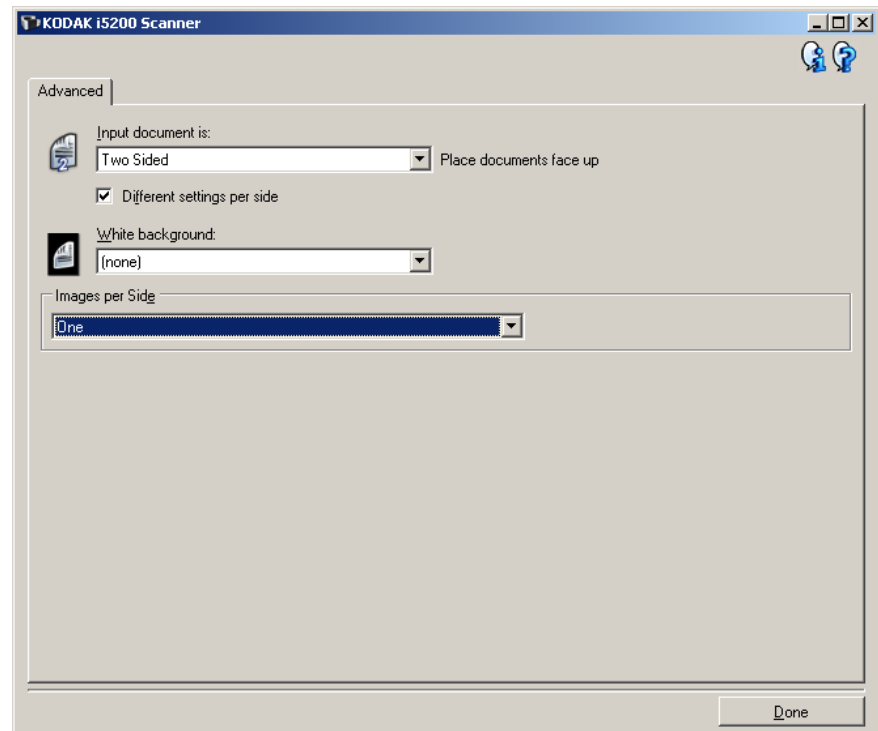 KODAK i5200 Scanner
Advanced
Input document is:
Two Sided
Place documents face up
Different settings per side
White background:
(none)
Images per Side
One
Done